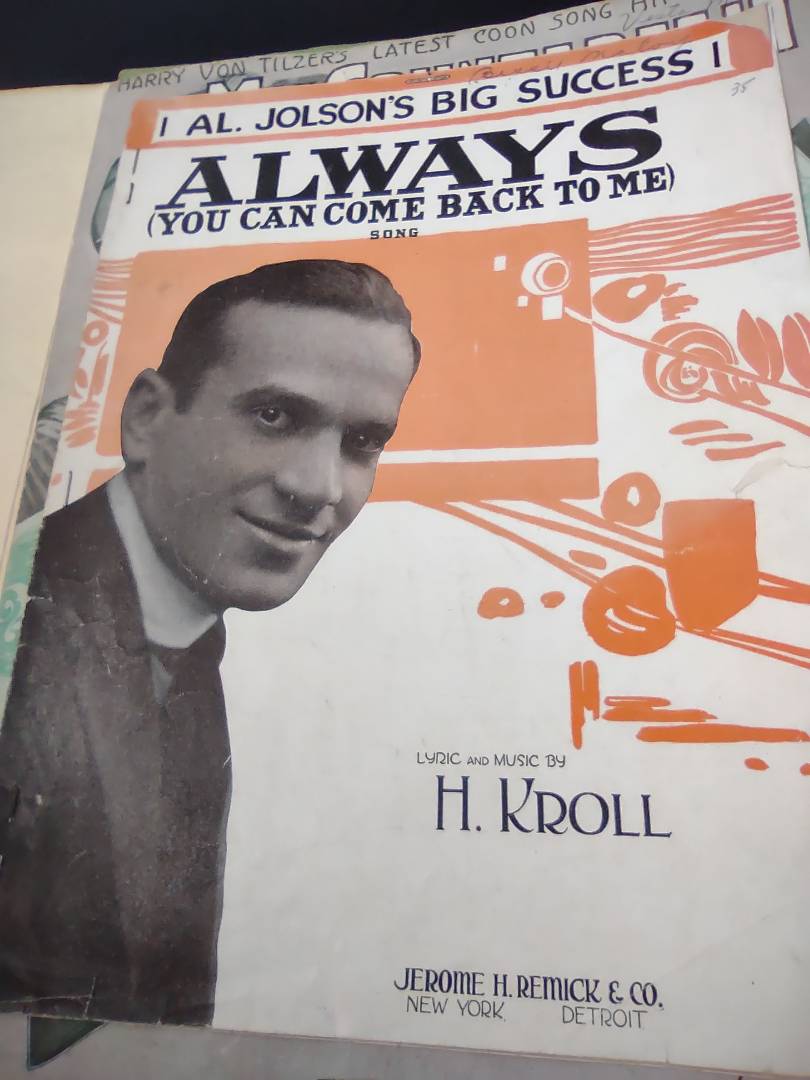 HARRY VON TILZER'S LATEST COON SONG HIT
! AL. JOLSON'S BIG SUCCESS !
35
ALWAYS
(YOU CAN COME BACK TO ME)
SONG
LYRIC AND MUSIC BY
H. KROLL
JEROME H. REMICK & CO.
NEW YORK. DETROIT